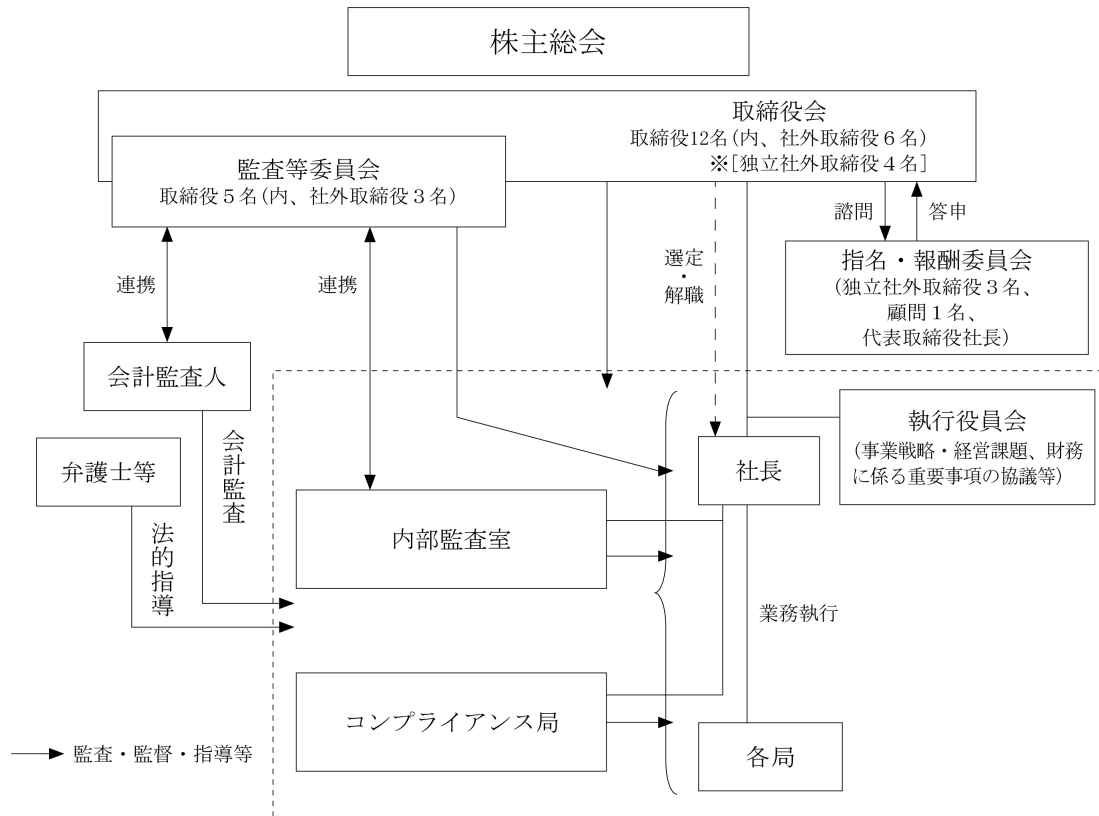 株主総会
取締役会
取締役12名(内、社外取締役６名)
※[独立社外取締役４名]
監査等委員会
取締役５名(内、社外取締役３名)
諮問
答申
指名・報酬委員会
(独立社外取締役３名、
顧問１名、
代表取締役社長)
連携
連携
選定
・
解職
会計監査人
会計監査
弁護士等
法的指導
執行役員会
(事業戦略・経営課題、財務
に係る重要事項の協議等)
社長
内部監査室
業務執行
コンプライアンス局
各局
監査・監督・指導等